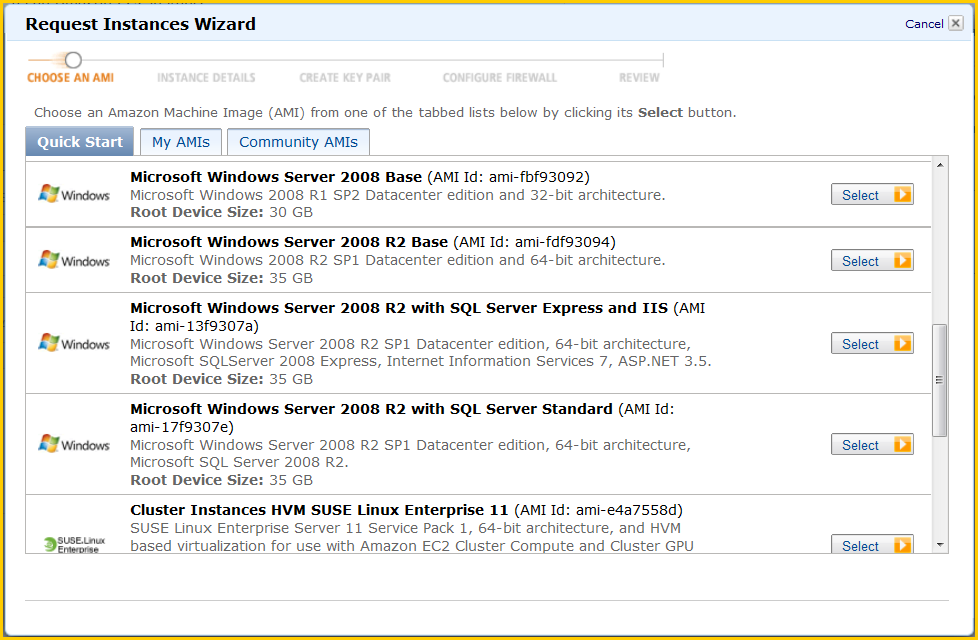 Request Instances Wizard
Cancel
CHOOSE AN AMI
INSTANCE DETAILS
CREATE KEY PAIR
CONFIGURE FIREWALL
REVIEW
Choose an Amazon Machine Image (AMI) from one of the tabbed lists below by clicking its Select button.
Quick Start
My AMIs
Community AMIs
Windows
Microsoft Windows Server 2008 Base (AMI Id: ami-fbf93092)
Microsoft Windows 2008 R1 SP2 Datacenter edition and 32-bit architecture.
Root Device Size: 30 GB
Select
Windows
Microsoft Windows Server 2008 R2 Base (AMI Id: ami-fdf93094)
Microsoft Windows 2008 R2 SP1 Datacenter edition and 64-bit architecture.
Root Device Size: 35 GB
Select
Windows
Microsoft Windows Server 2008 R2 with SQL Server Express and IIS (AMI
Id: ami-13f9307a)
Microsoft Windows Server 2008 R2 SP1 Datacenter edition, 64-bit architecture,
Microsoft SQLServer 2008 Express, Internet Information Services 7, ASP.NET 3.5.
Root Device Size: 35 GB
Select
Windows
Microsoft Windows Server 2008 R2 with SQL Server Standard (AMI Id:
ami-17f9307e)
Microsoft Windows Server 2008 R2 SP1 Datacenter edition, 64-bit architecture,
Microsoft SQL Server 2008 R2.
Root Device Size: 35 GB
Select
SUSE.Linux
Enterprise
Cluster Instances HVM SUSE Linux Enterprise 11 (AMI Id: ami-e4a7558d)
SUSE Linux Enterprise Server 11 Service Pack 1, 64-bit architecture, and HVM
based virtualization for use with Amazon EC2 Cluster Compute and Cluster GPU
Select